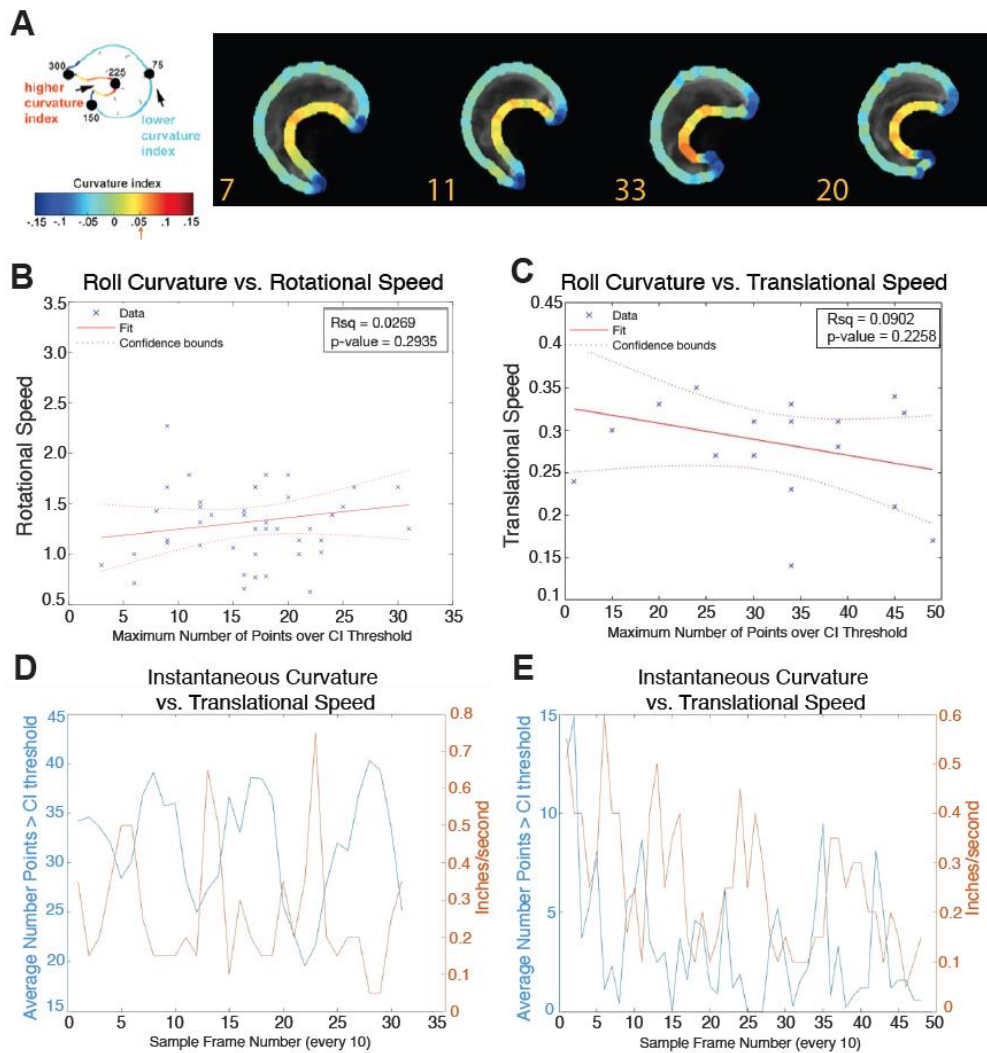 A
300
75
225
150
higher
curvature
index
lower
curvature
index
Curvature index
-.15 -.1 -.05 0 .05 .1 .15
7
11
33
20
B
Roll Curvature vs. Rotational Speed
Data
Fit
Confidence bounds
Rsq = 0.0269
p-value = 0.2935
Rotational Speed
3.5
3.0
2.5
2.0
1.5
1.0
0.5
0 5 10 15 20 25 30 35
Maximum Number of Points over CI Threshold
C
Roll Curvature vs. Translational Speed
Data
Fit
Confidence bounds
Rsq = 0.0902
p-value = 0.2258
Translational Speed
0.45
0.4
0.35
0.3
0.25
0.2
0.15
0.1
0 15 20 25 30 35 40 45 50
Maximum Number of Points over CI Threshold
D
Instantaneous Curvature
vs. Translational Speed
Average Number Points > CI threshold
45
40
35
30
25
20
15
0.8
0.7
0.6
0.5
0.4
0.3
0.2
0.1
0
Inches/second
0 5 10 15 20 25 30 35
Sample Frame Number (every 10)
E
Instantaneous Curvature
vs. Translational Speed
Average Number Points > CI threshold
15
10
5
0
0.6
0.5
0.4
0.3
0.2
0.1
0
Inches/second
0 5 10 15 20 25 30 35 40 45 50
Sample Frame Number (every 10)